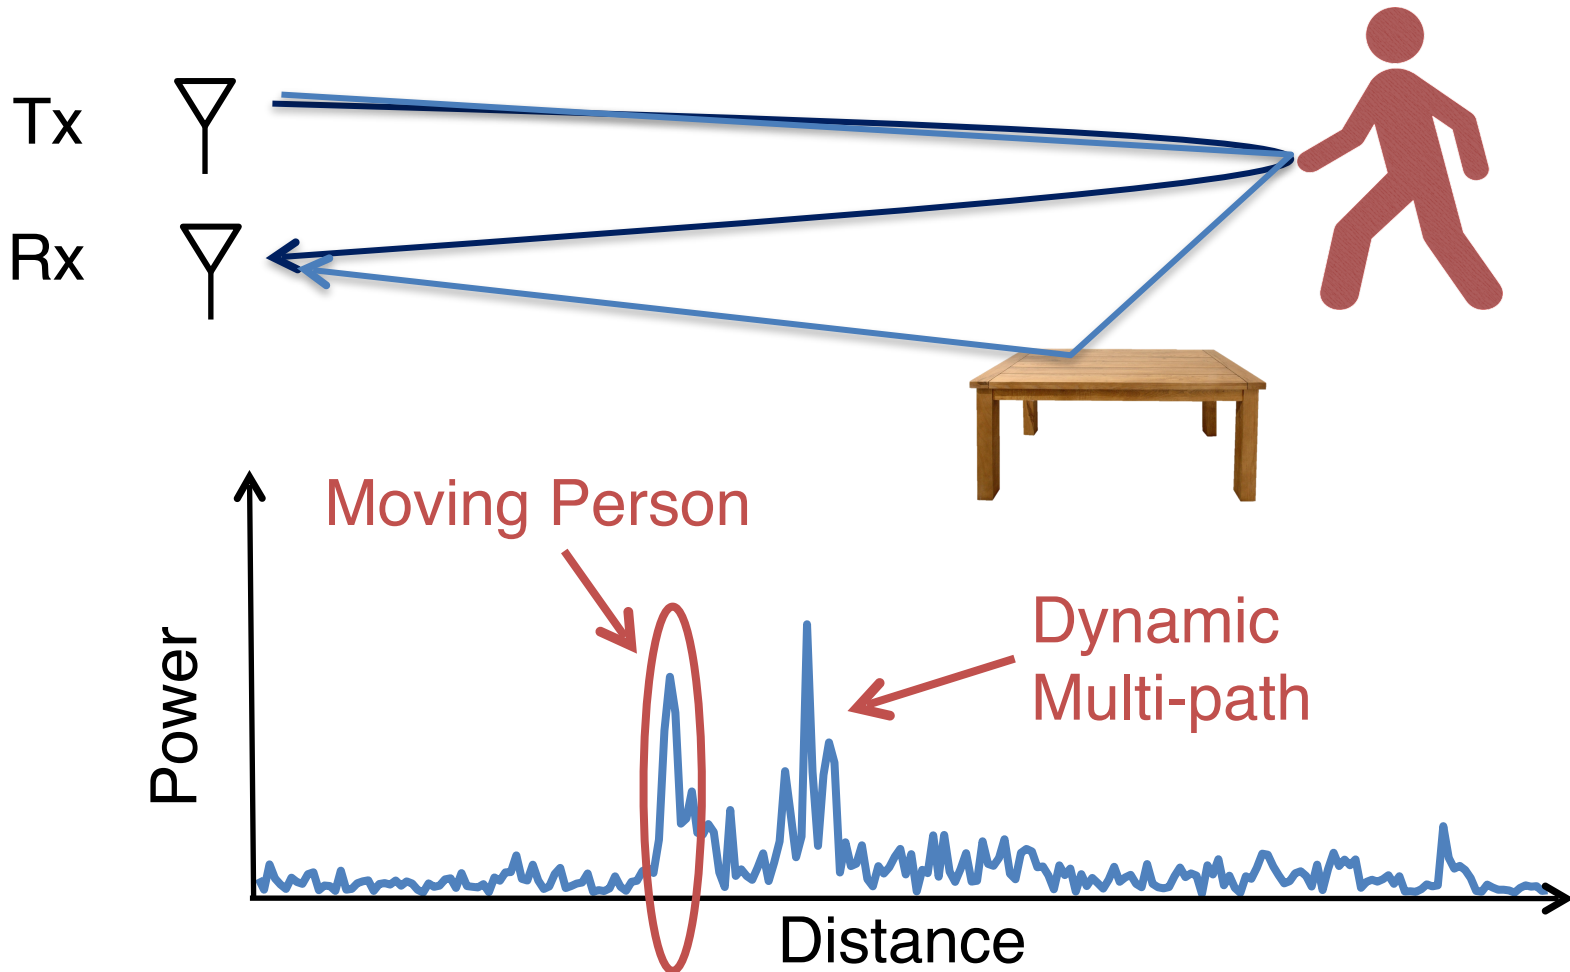 Tx
Rx
Moving Person
Dynamic
Multi-path
Power
Distance